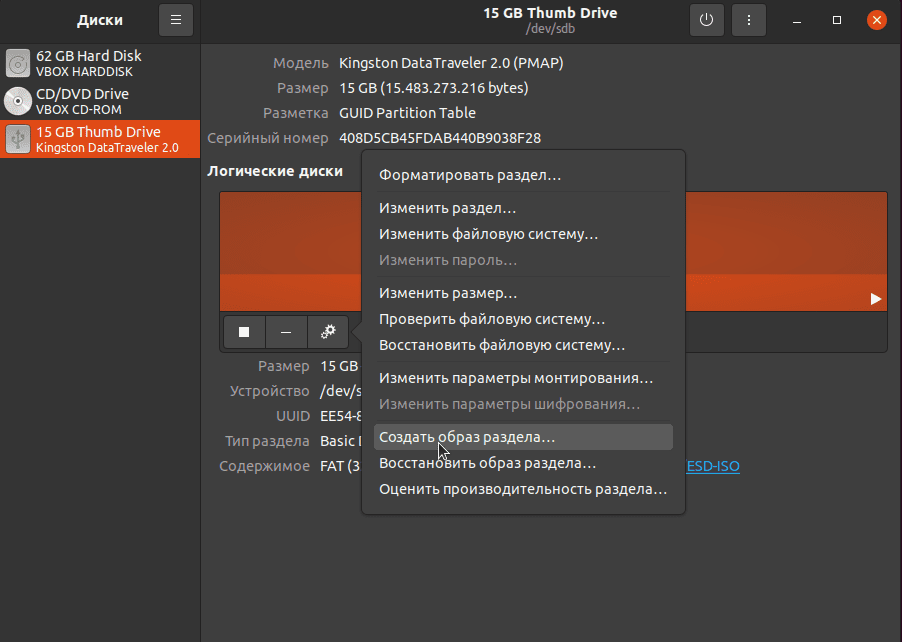 Диски
15 GB Thumb Drive
/dev/sdb
62 GB Hard Disk
VBOX HARDDISK
CD/DVD Drive
VBOX CD-ROM
15 GB Thumb Drive
Kingston DataTraveler 2.0
Модель Kingston DataTraveler 2.0 (PMAP)
Размер 15 GB (15.483.273.216 bytes)
Разметка GUID Partition Table
Серийный номер 408D5CB45FDAB440B9038F28
Логические диски
Форматировать раздел…
Изменить раздел…
Изменить файловую систему…
Изменить пароль…
Изменить размер…
Проверить файловую систему…
Восстановить файловую систему…
Изменить параметры монтирования…
Изменить параметры шифрования…
Создать образ раздела…
Восстановить образ раздела…
Оценить производительность раздела…
Размер 15 GB
Устройство /dev/s
UUID EE54-8
Тип раздела Basic
Содержимое FAT (3 ESD-ISO